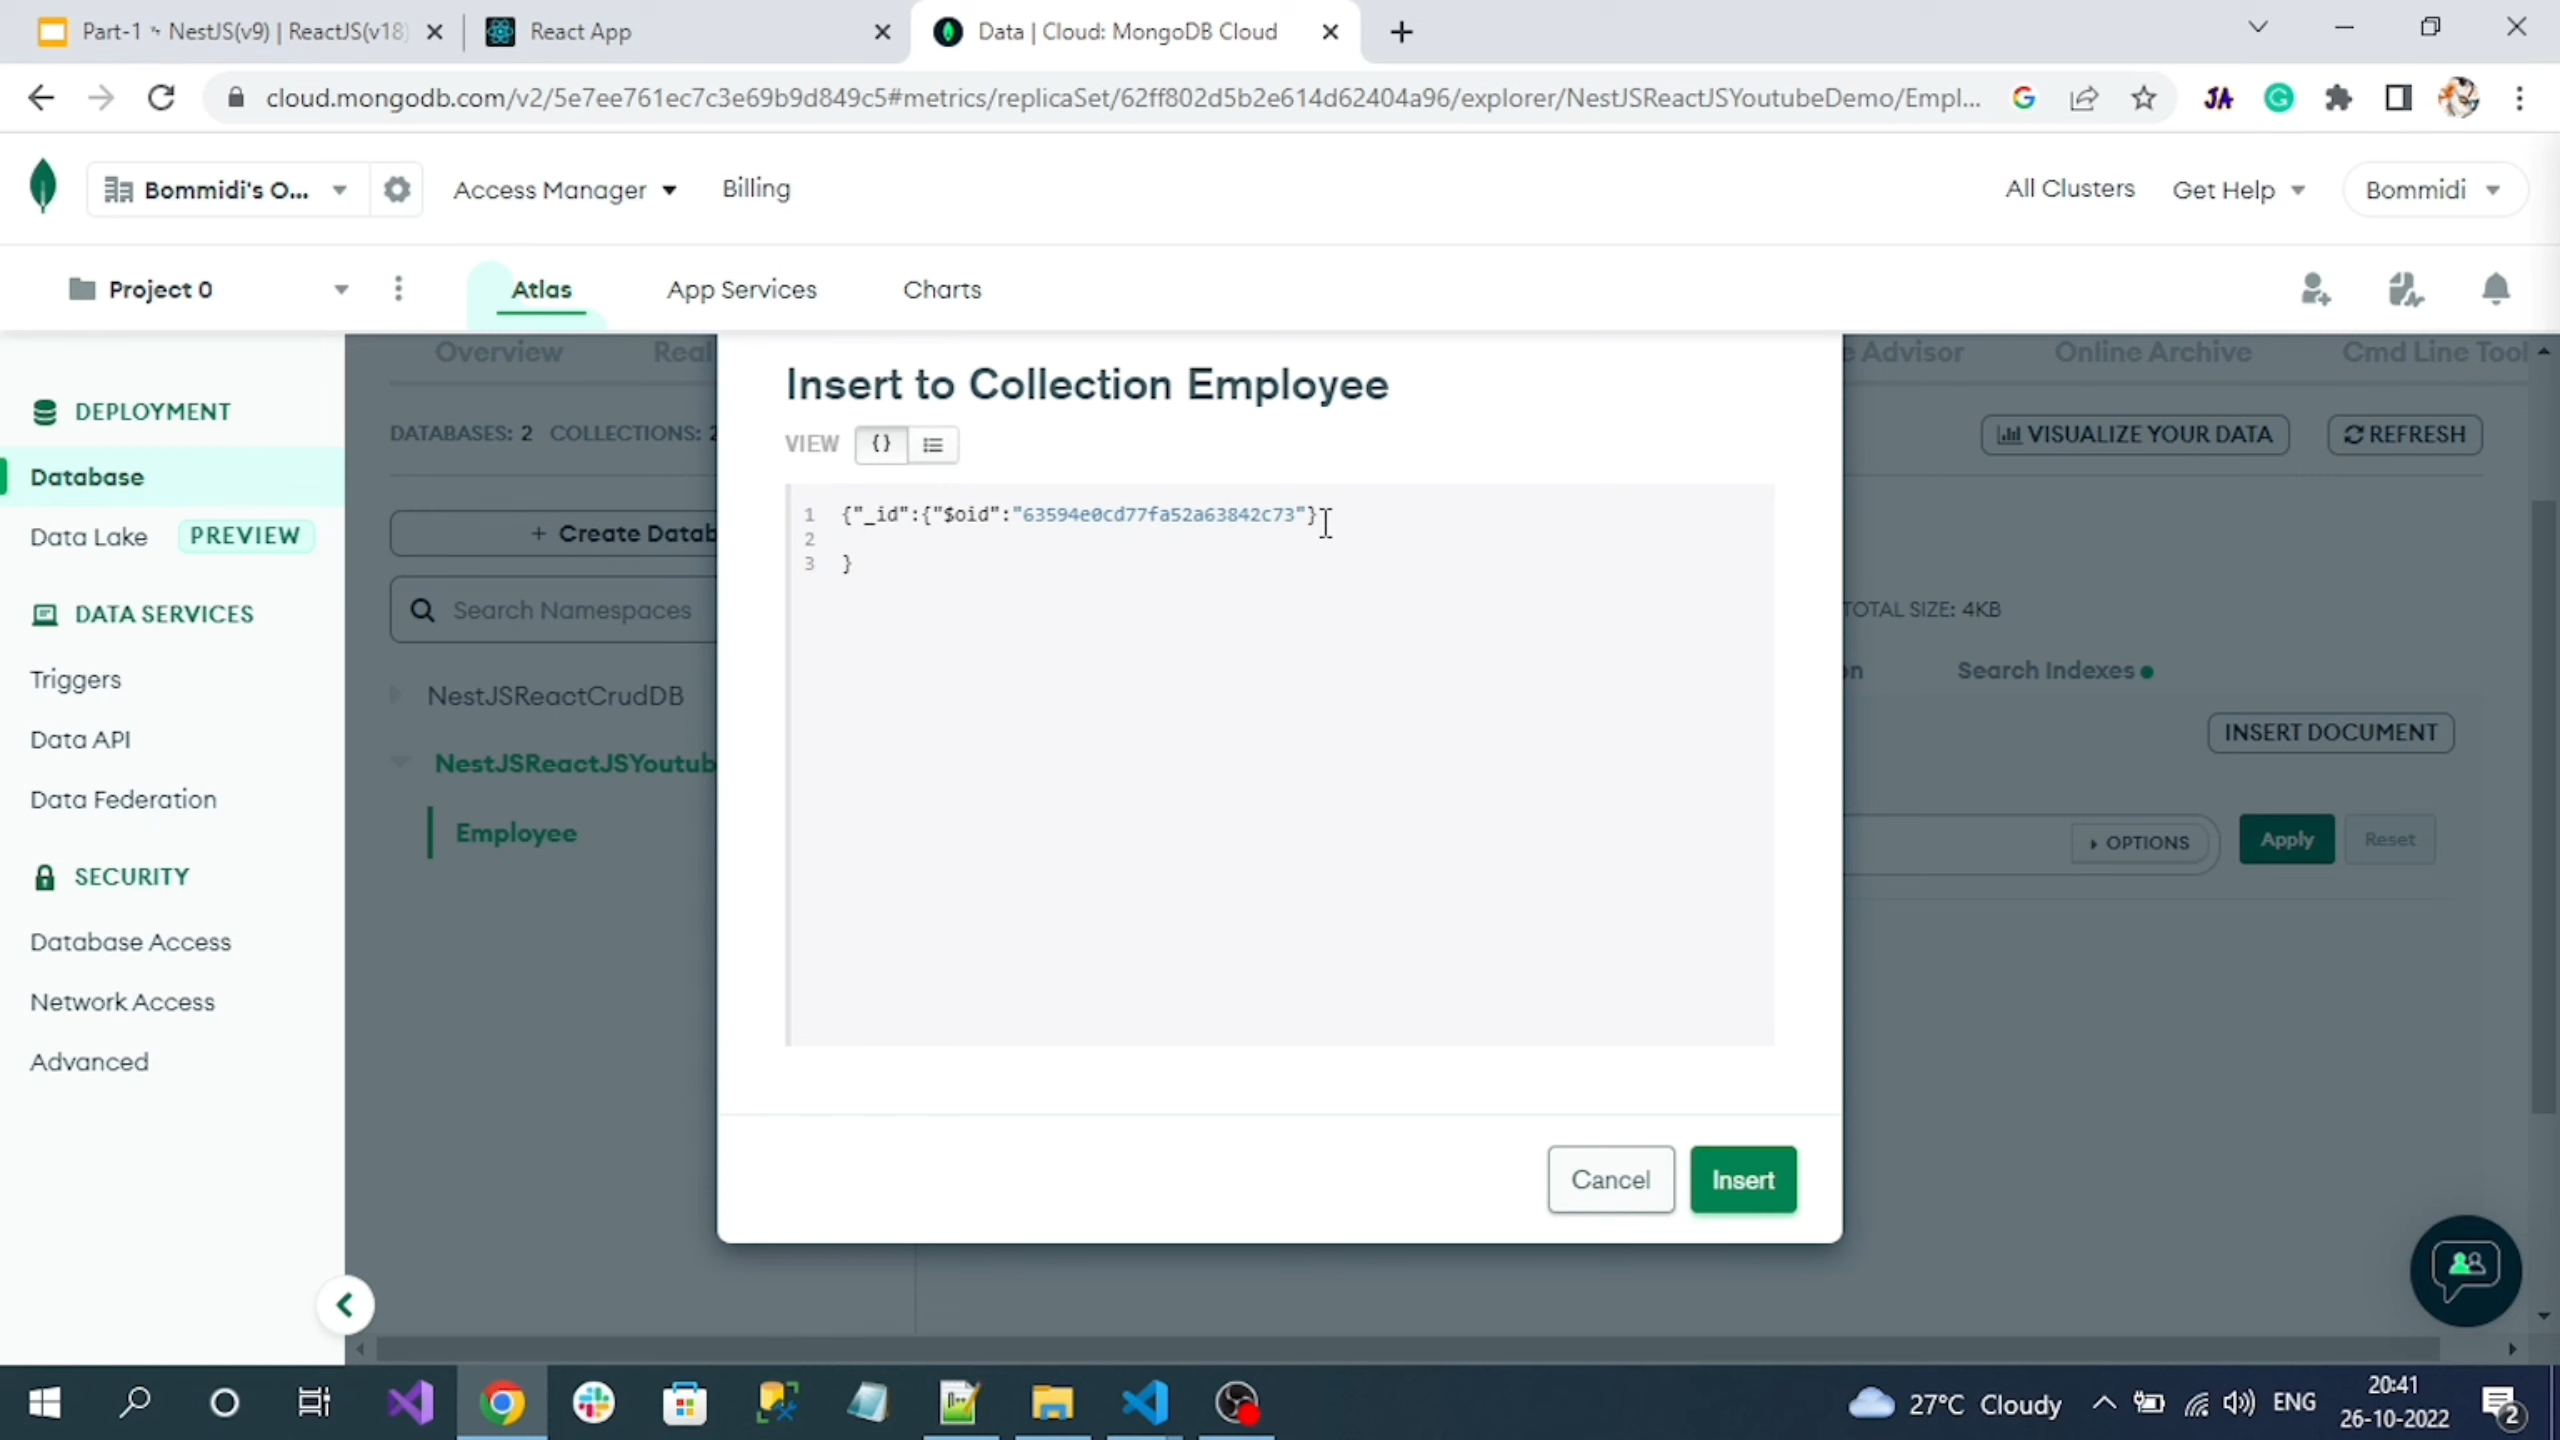 Part-1 NestJS(v9) | ReactJS(v18)
React App
Data | Cloud: MongoDB Cloud
cloud.mongodb.com/v2/5e7ee761ec7c3e69b9d849c5#metrics/replicaSet/62ff802d5b2e614d62404a96/explorer/NestJSReactJSYoutubeDemo/Empl...
Bommidi's O...
Access Manager
Billing
All Clusters
Get Help
Bommidi
Project 0
Atlas
App Services
Charts
Overview
Real
e Advisor
Online Archive
Cmd Line Tool
DEPLOYMENT
Database
Data Lake
PREVIEW
DATA SERVICES
Triggers
Data API
Data Federation
SECURITY
Database Access
Network Access
Advanced
DATABASES: 2 COLLECTIONS: 2
VISUALIZE YOUR DATA
REFRESH
+ Create Datab
Search Namespaces
NestJSReactCrudDB
NestJSReactJSYoutub
Employee
Insert to Collection Employee
VIEW {}
1 {"_id":{"$oid":"63594e0cd77fa52a63842c73"}
2
3 }
Cancel
Insert
TOTAL SIZE: 4KB
on
Search Indexes
INSERT DOCUMENT
OPTIONS
Apply
Reset
27°C Cloudy
ENG
20:41
26-10-2022
2